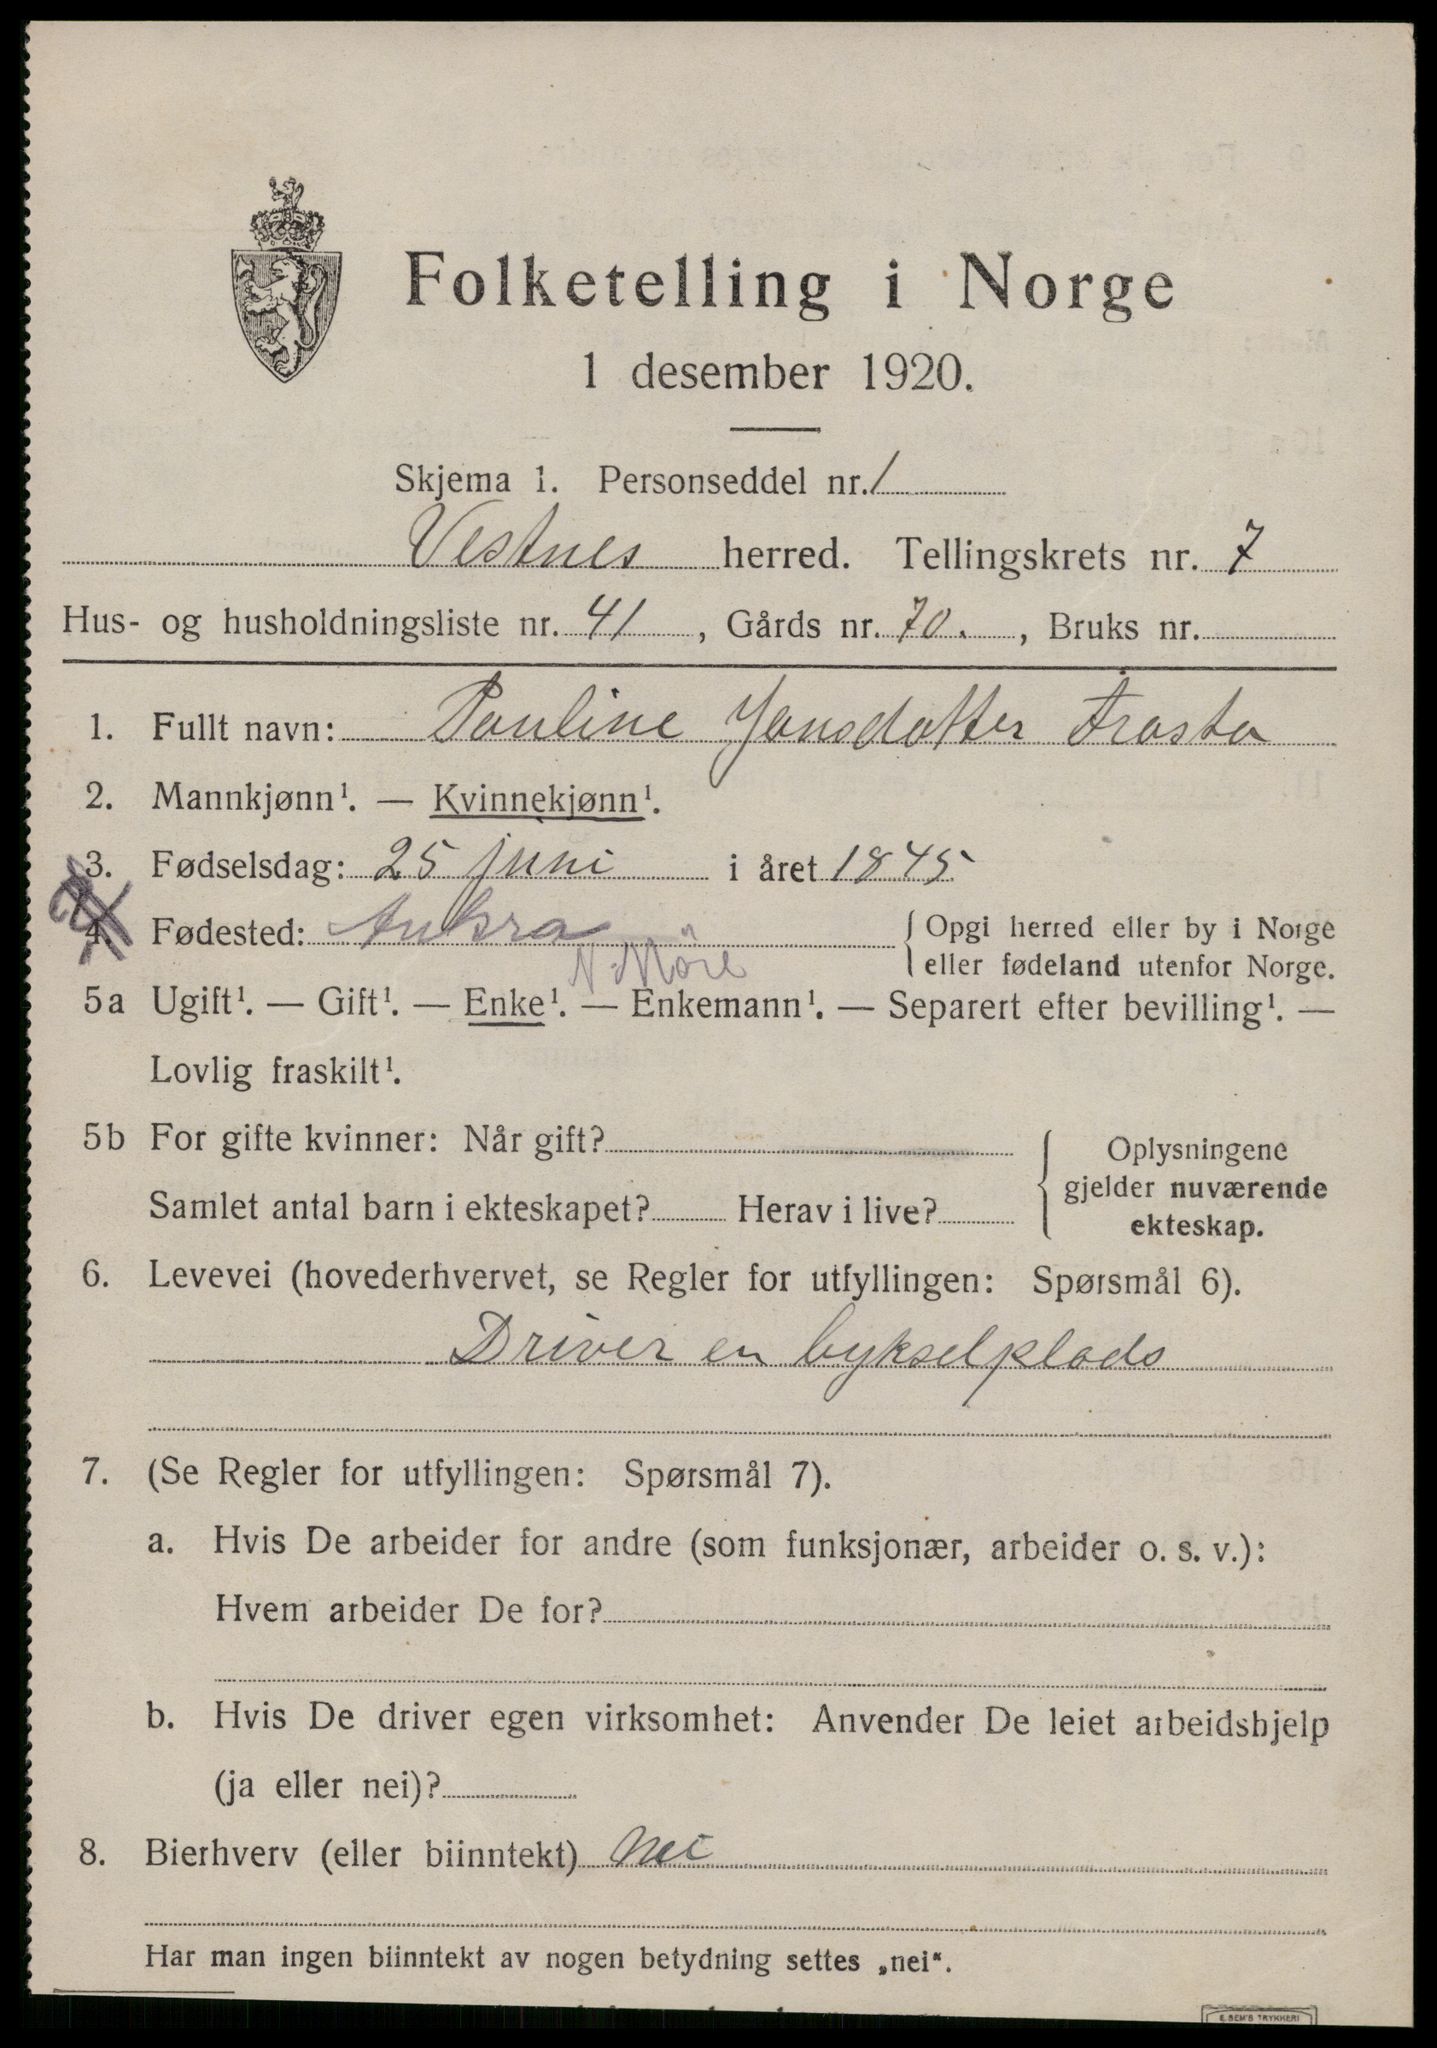 Folketelling i Norge
1 desember 1920.
Skjema 1. Personseddel nr. 1
Vestnes herred. Tellingskrets nr. 7
Hus- og husholdningsliste nr. 41, Gårds nr. 70., Bruks nr.
1. Fullt navn: Pauline Jonsdatter Frosta
2. Mannkjønn¹. — Kvinnekjønn¹.
3. Fødselsdag: 25 juni i året 1845
4. Fødested: Aukra { Opgi herred eller by i Norge
N. Möre eller fødeland utenfor Norge.
5a Ugift¹. — Gift¹. — Enke¹. — Enkemann¹. — Separert efter bevilling¹. —
Lovlig fraskilt¹.
5b For gifte kvinner: Når gift? { Oplysningene
gjelder nuværende
Samlet antal barn i ekteskapet? Herav i live? ekteskap.
6. Levevei (hovederhvervet, se Regler for utfyllingen: Spørsmål 6).
Driver en bykselplads
7. (Se Regler for utfyllingen: Spørsmål 7).
a. Hvis De arbeider for andre (som funksjonær, arbeider o. s. v.):
Hvem arbeider De for?
b. Hvis De driver egen virksomhet: Anvender De leiet arbeidshjelp
(ja eller nei)?
8. Bierhverv (eller biinntekt) Nei
Har man ingen biinntekt av nogen betydning settes „nei“.
E. SEM'S TRYKKERI